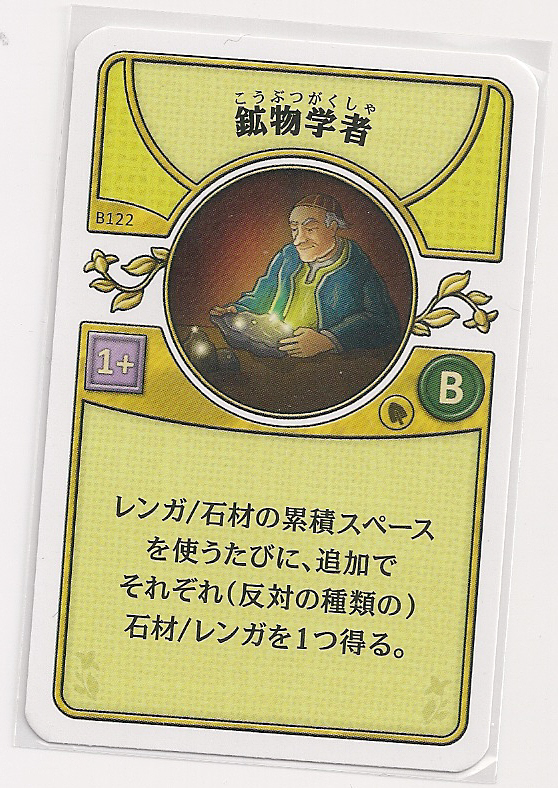 こうぶつがくしゃ
鉱物学者
B122
1+
B
レンガ/石材の累積スペース
を使うたびに、追加で
それぞれ(反対の種類の)
石材/レンガを1つ得る。